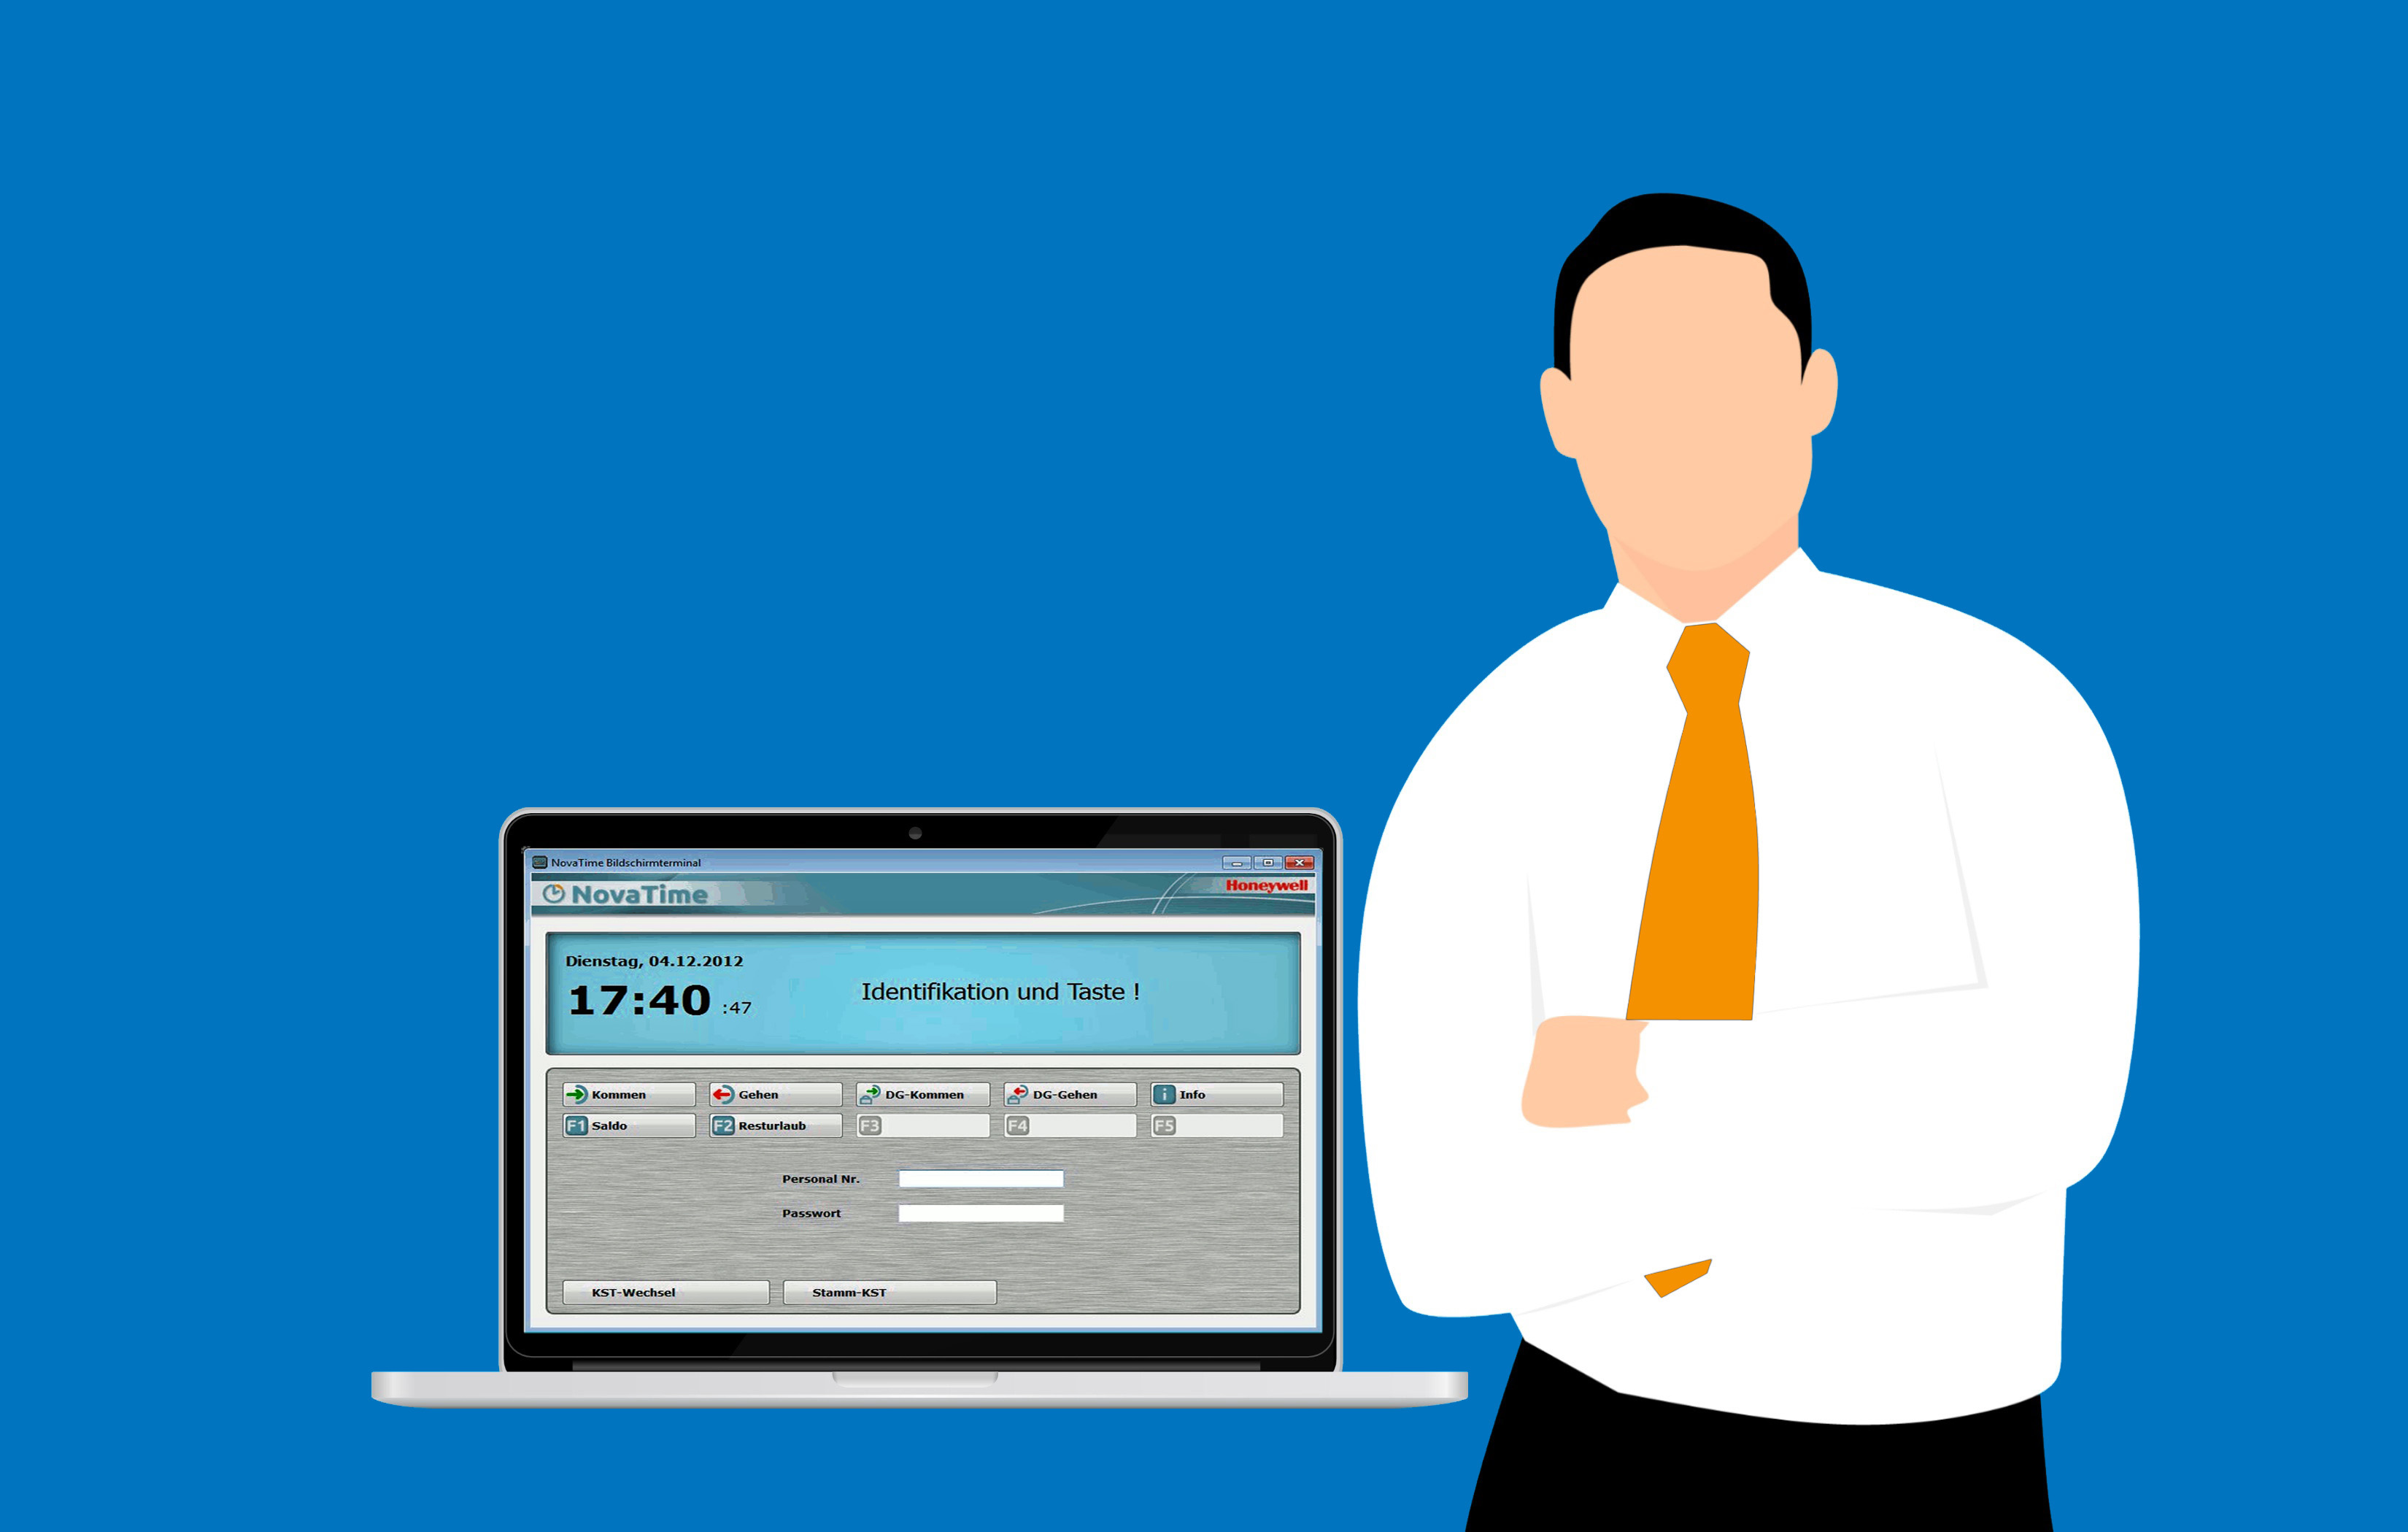 NovaTime Bildschirmterminal
NovaTime
Honeywell
Dienstag, 04.12.2012
17:40 :47
Identifikation und Taste !
Kommen
Gehen
DG-Kommen
DG-Gehen
i Info
F1 Saldo
F2 Resturlaub
F3
F4
F5
Personal Nr.
Passwort
KST-Wechsel
Stamm-KST